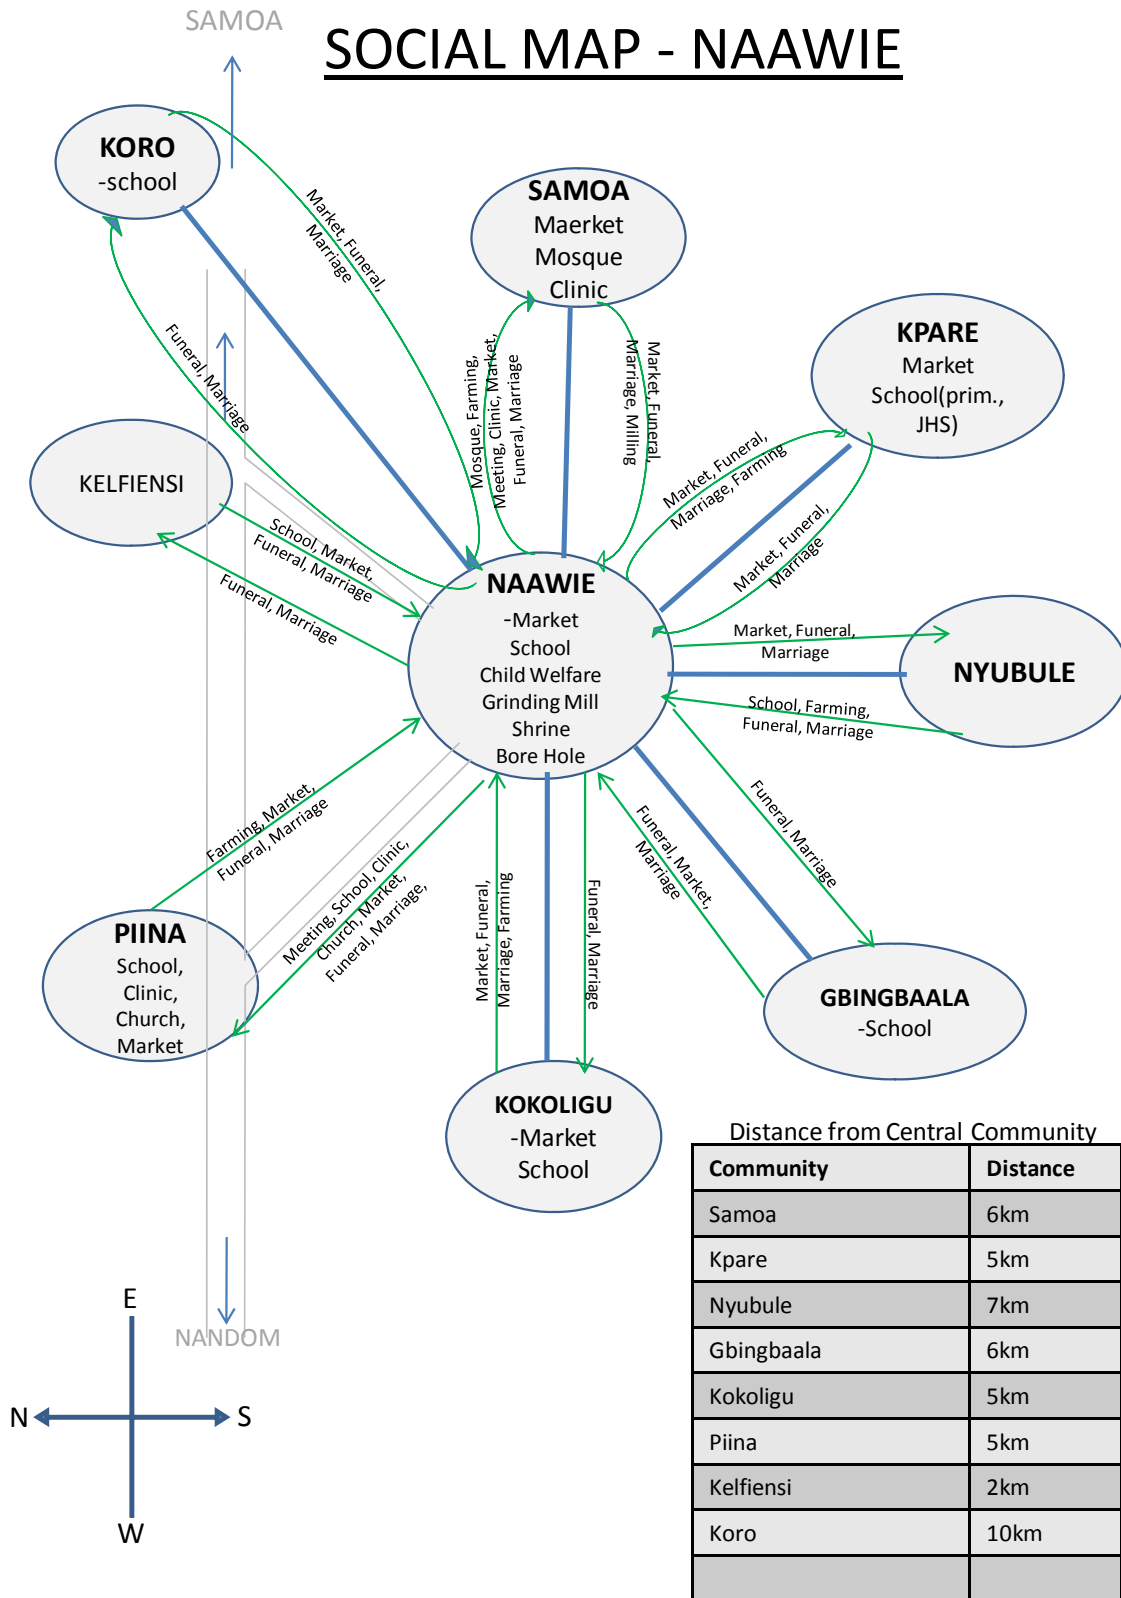 SAMOA
SOCIAL MAP - NAAWIE
KORO
-school
SAMOA
Maerket
Mosque
Clinic
KPARE
Market
School(prim.,
JHS)
KELFIENSI
Market, Funeral,
Marriage
Funeral, Marriage
Mosque, Farming,
Meeting, Clinic, Market,
Funeral, Marriage
Market, Funeral,
Marriage, Milling
Market, Funeral,
Marriage, Farming
Market, Funeral,
Marriage
School, Market,
Funeral, Marriage
Funeral, Marriage
NAAWIE
-Market
School
Child Welfare
Grinding Mill
Shrine
Bore Hole
Market, Funeral,
Marriage
NYUBULE
School, Farming,
Funeral, Marriage
Farming, Market,
Funeral, Marriage
Meeting, School, Clinic,
Church, Market,
Funeral, Marriage,
Market, Funeral,
Marriage, Farming
Funeral, Marriage
Funeral, Market,
Marriage
Funeral, Marriage
PIINA
School,
Clinic,
Church,
Market
GBINGBAALA
-School
KOKOLIGU
-Market
School
Distance from Central Community
Community Distance
Samoa 6km
Kpare 5km
Nyubule 7km
Gbingbaala 6km
Kokoligu 5km
Piina 5km
Kelfiensi 2km
Koro 10km
NANDOM
E
N S
W